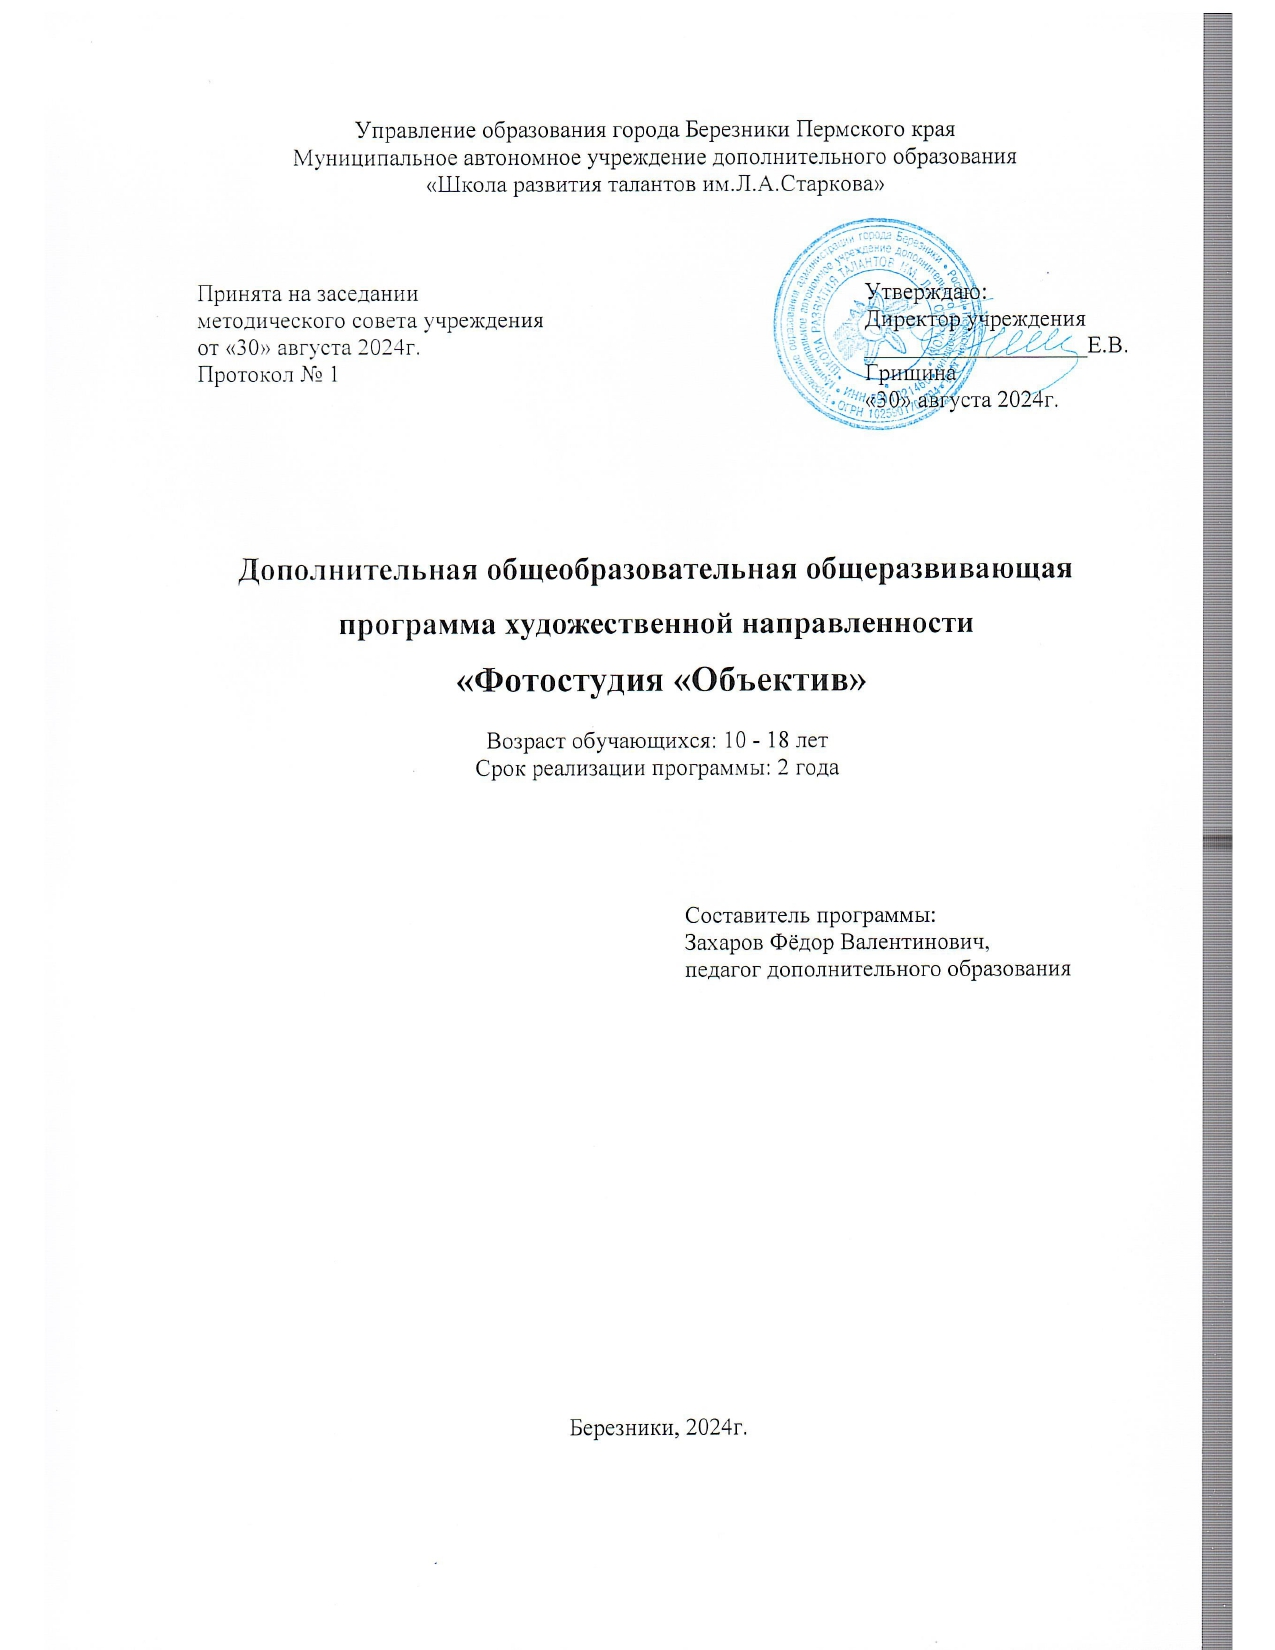 Управление образования города Березники Пермского края
Муниципальное автономное учреждение дополнительного образования
«Школа развития талантов им.Л.А.Старкова»
Принята на заседании
методического совета учреждения
от «30» августа 2024г.
Протокол № 1
Утверждаю:
Директор учреждения
Е.В.
Гришина
«30» августа 2024г.
Дополнительная общеобразовательная общеразвивающая
программа художественной направленности
«Фотостудия «Объектив»
Возраст обучающихся: 10 - 18 лет
Срок реализации программы: 2 года
Составитель программы:
Захаров Фёдор Валентинович,
педагог дополнительного образования
Березники, 2024г.